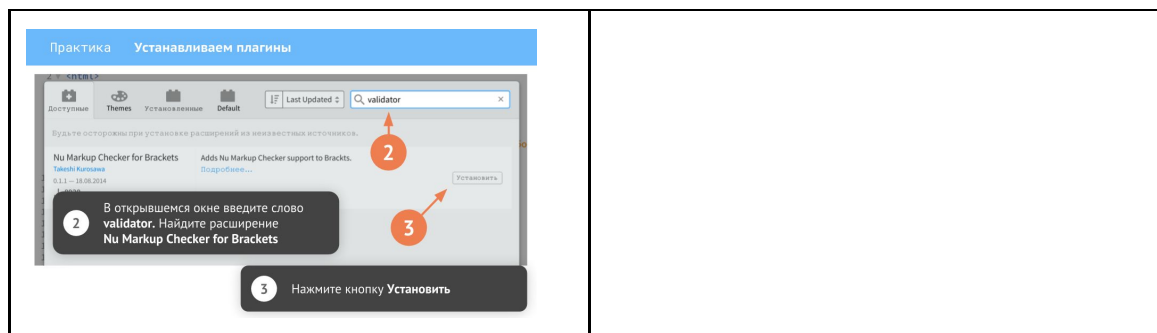 Практика Устанавливаем плагины
2 ▾ <html>
Доступные Themes Установленные Default Last Updated validator ×
Будьте осторожны при установке расширений из неизвестных источников.
2
Nu Markup Checker for Brackets Adds Nu Markup Checker support to Brackts.
Takeshi Kurosawa Подробнее...
0.1.1 — 18.08.2014 Установить
3
2 В открывшемся окне введите слово
validator. Найдите расширение
Nu Markup Checker for Brackets
3 Нажмите кнопку Установить